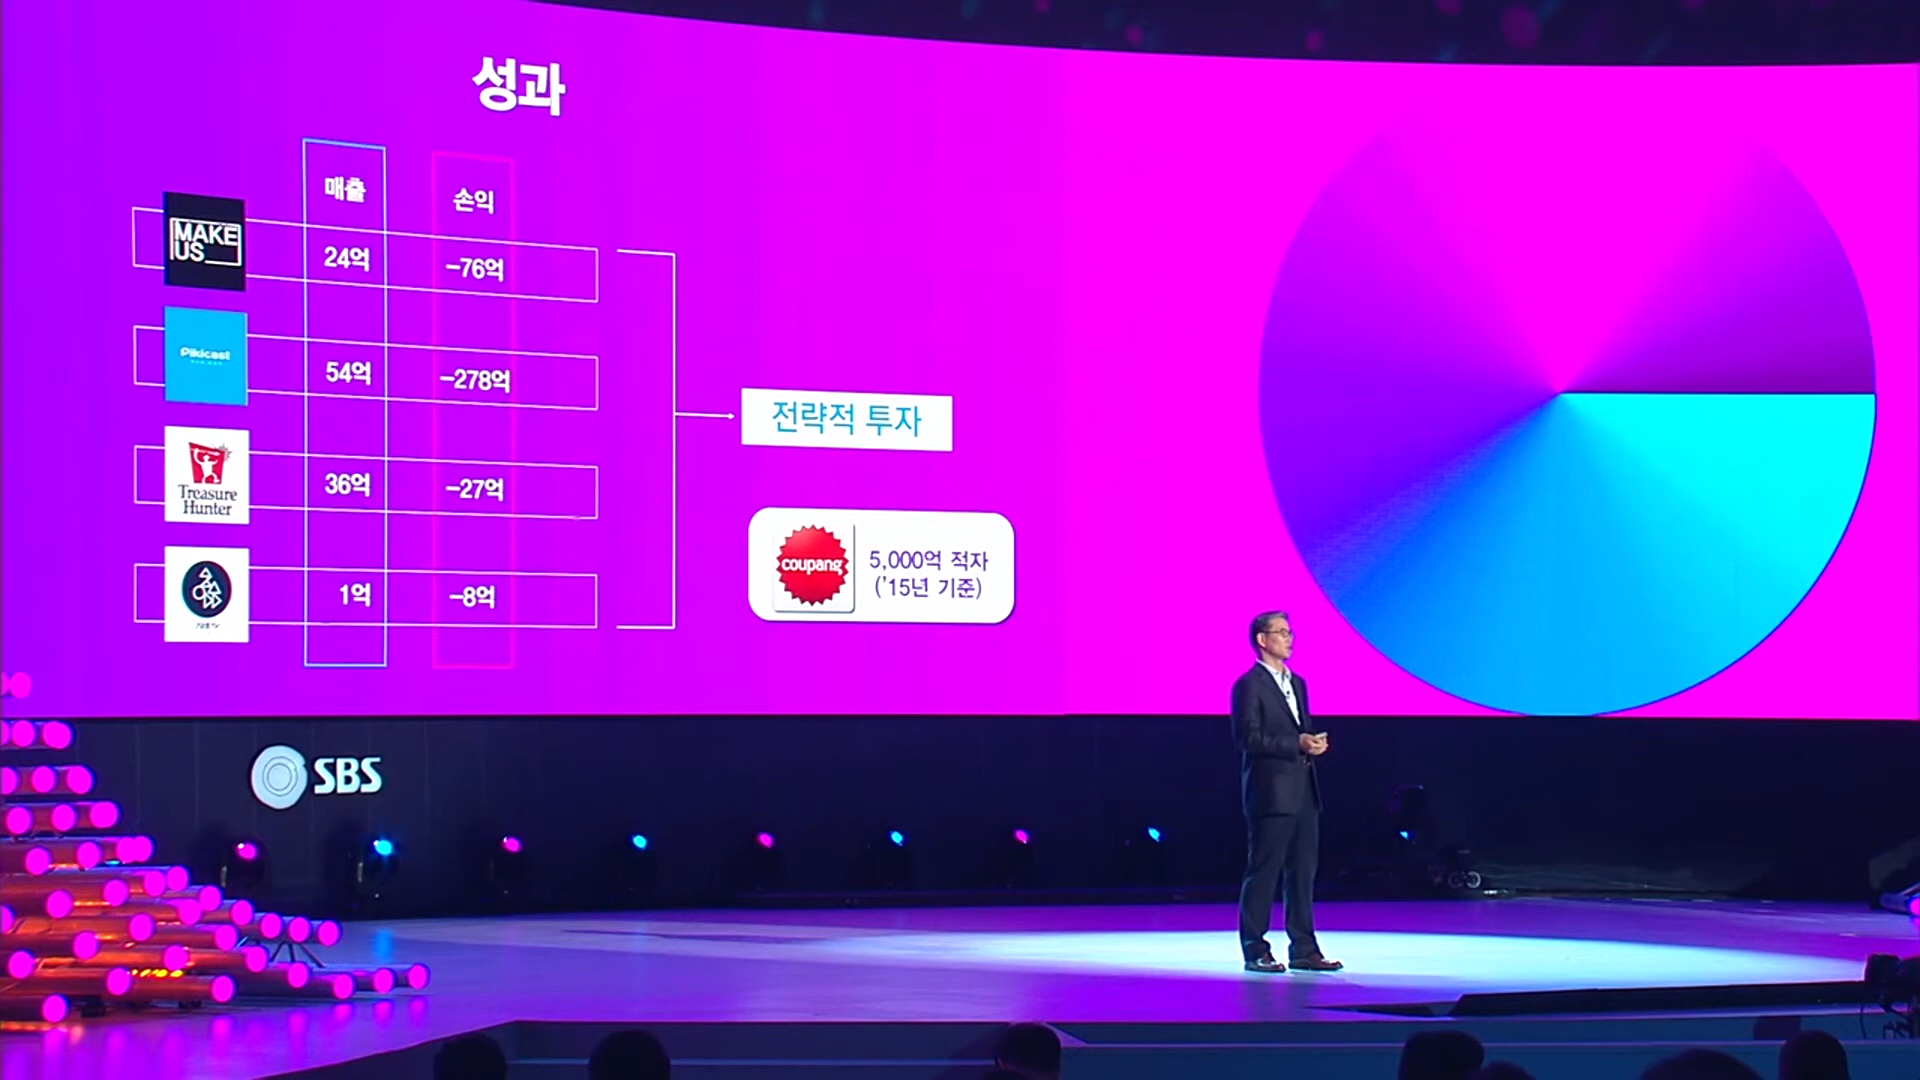 성과
매출 손익
MAKE
US
24억 -76억
Pikicast
54억 -278억
Treasure
Hunter
36억 -27억
1억 -8억
전략적 투자
coupang
5,000억 적자
('15년 기준)
SBS